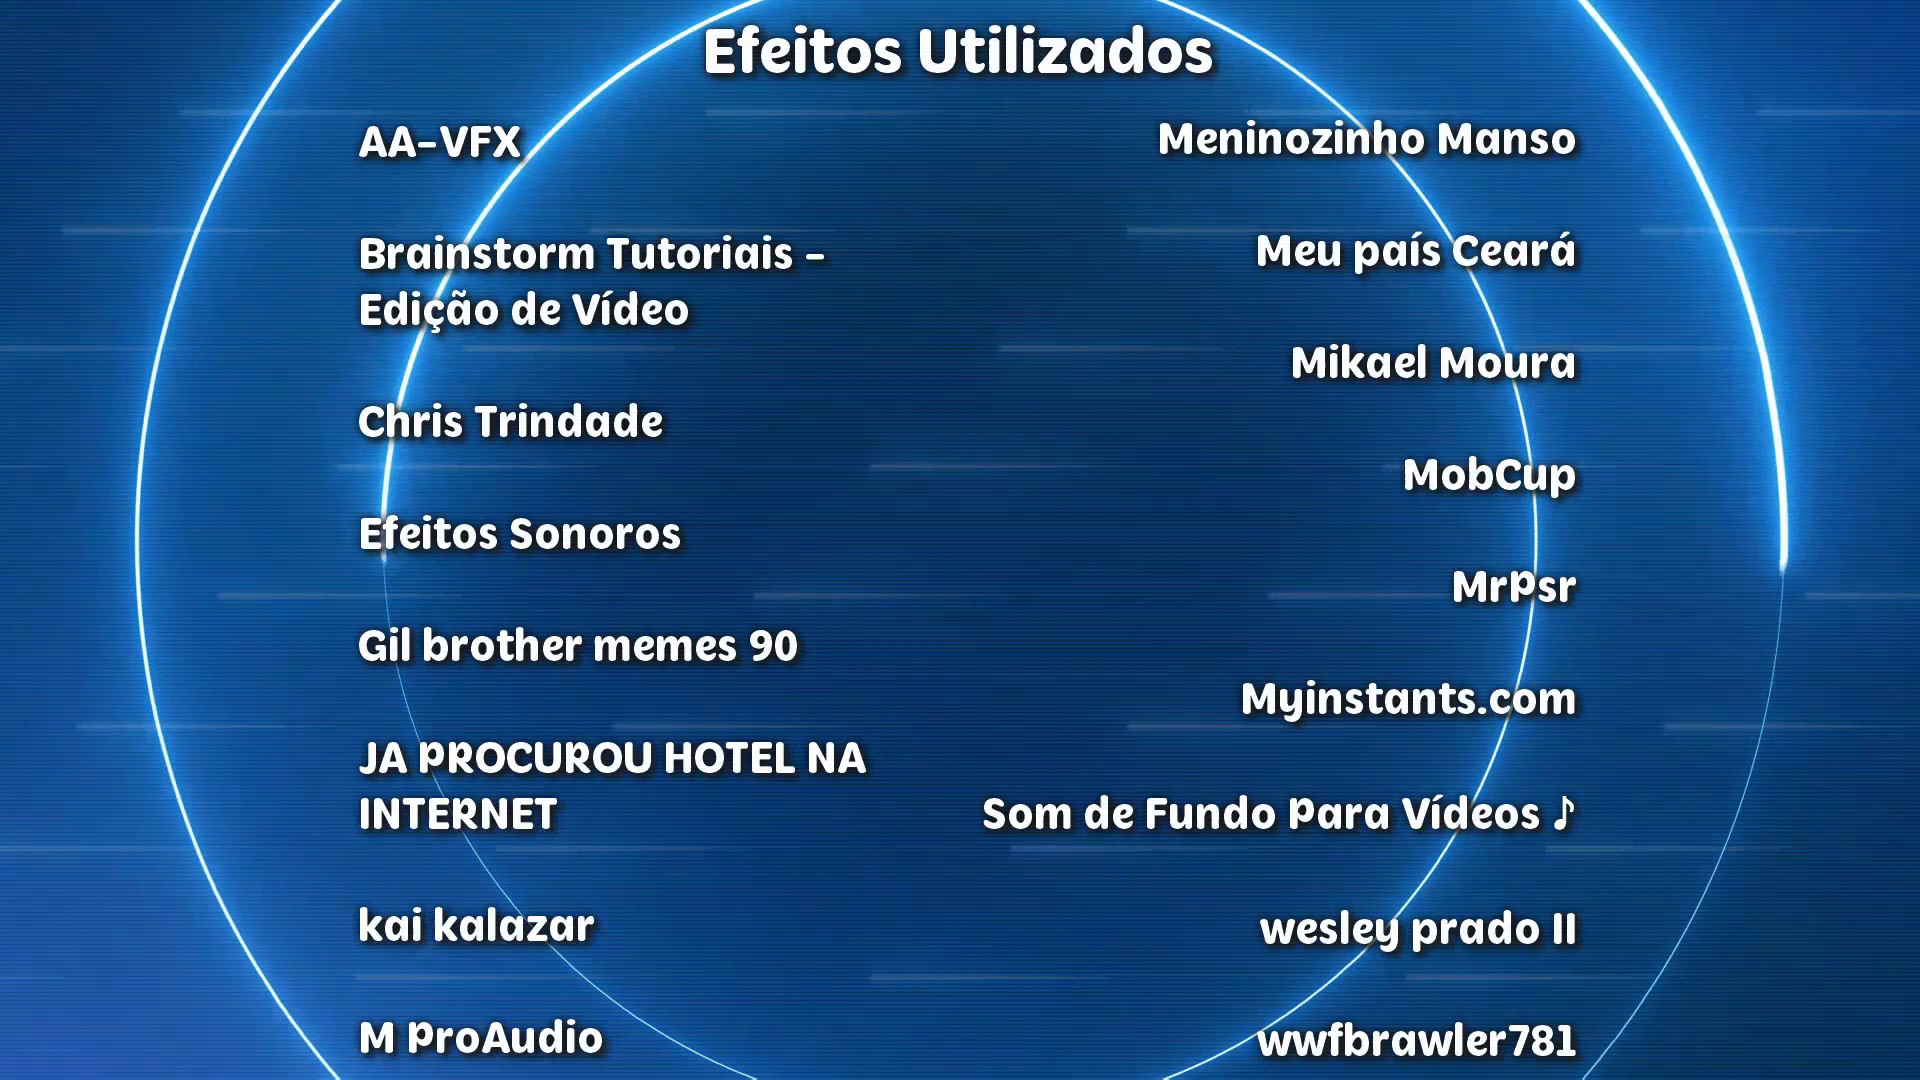 Efeitos Utilizados
AA-VFX
Brainstorm Tutoriais -
Edição de Vídeo
Chris Trindade
Efeitos Sonoros
Gil brother memes 90
JA PROCUROU HOTEL NA
INTERNET
kai kalazar
M ProAudio
Meninozinho Manso
Meu país Ceará
Mikael Moura
MobCup
MrPsr
Myinstants.com
Som de Fundo Para Vídeos ♪
wesley prado II
wwfbrawler781